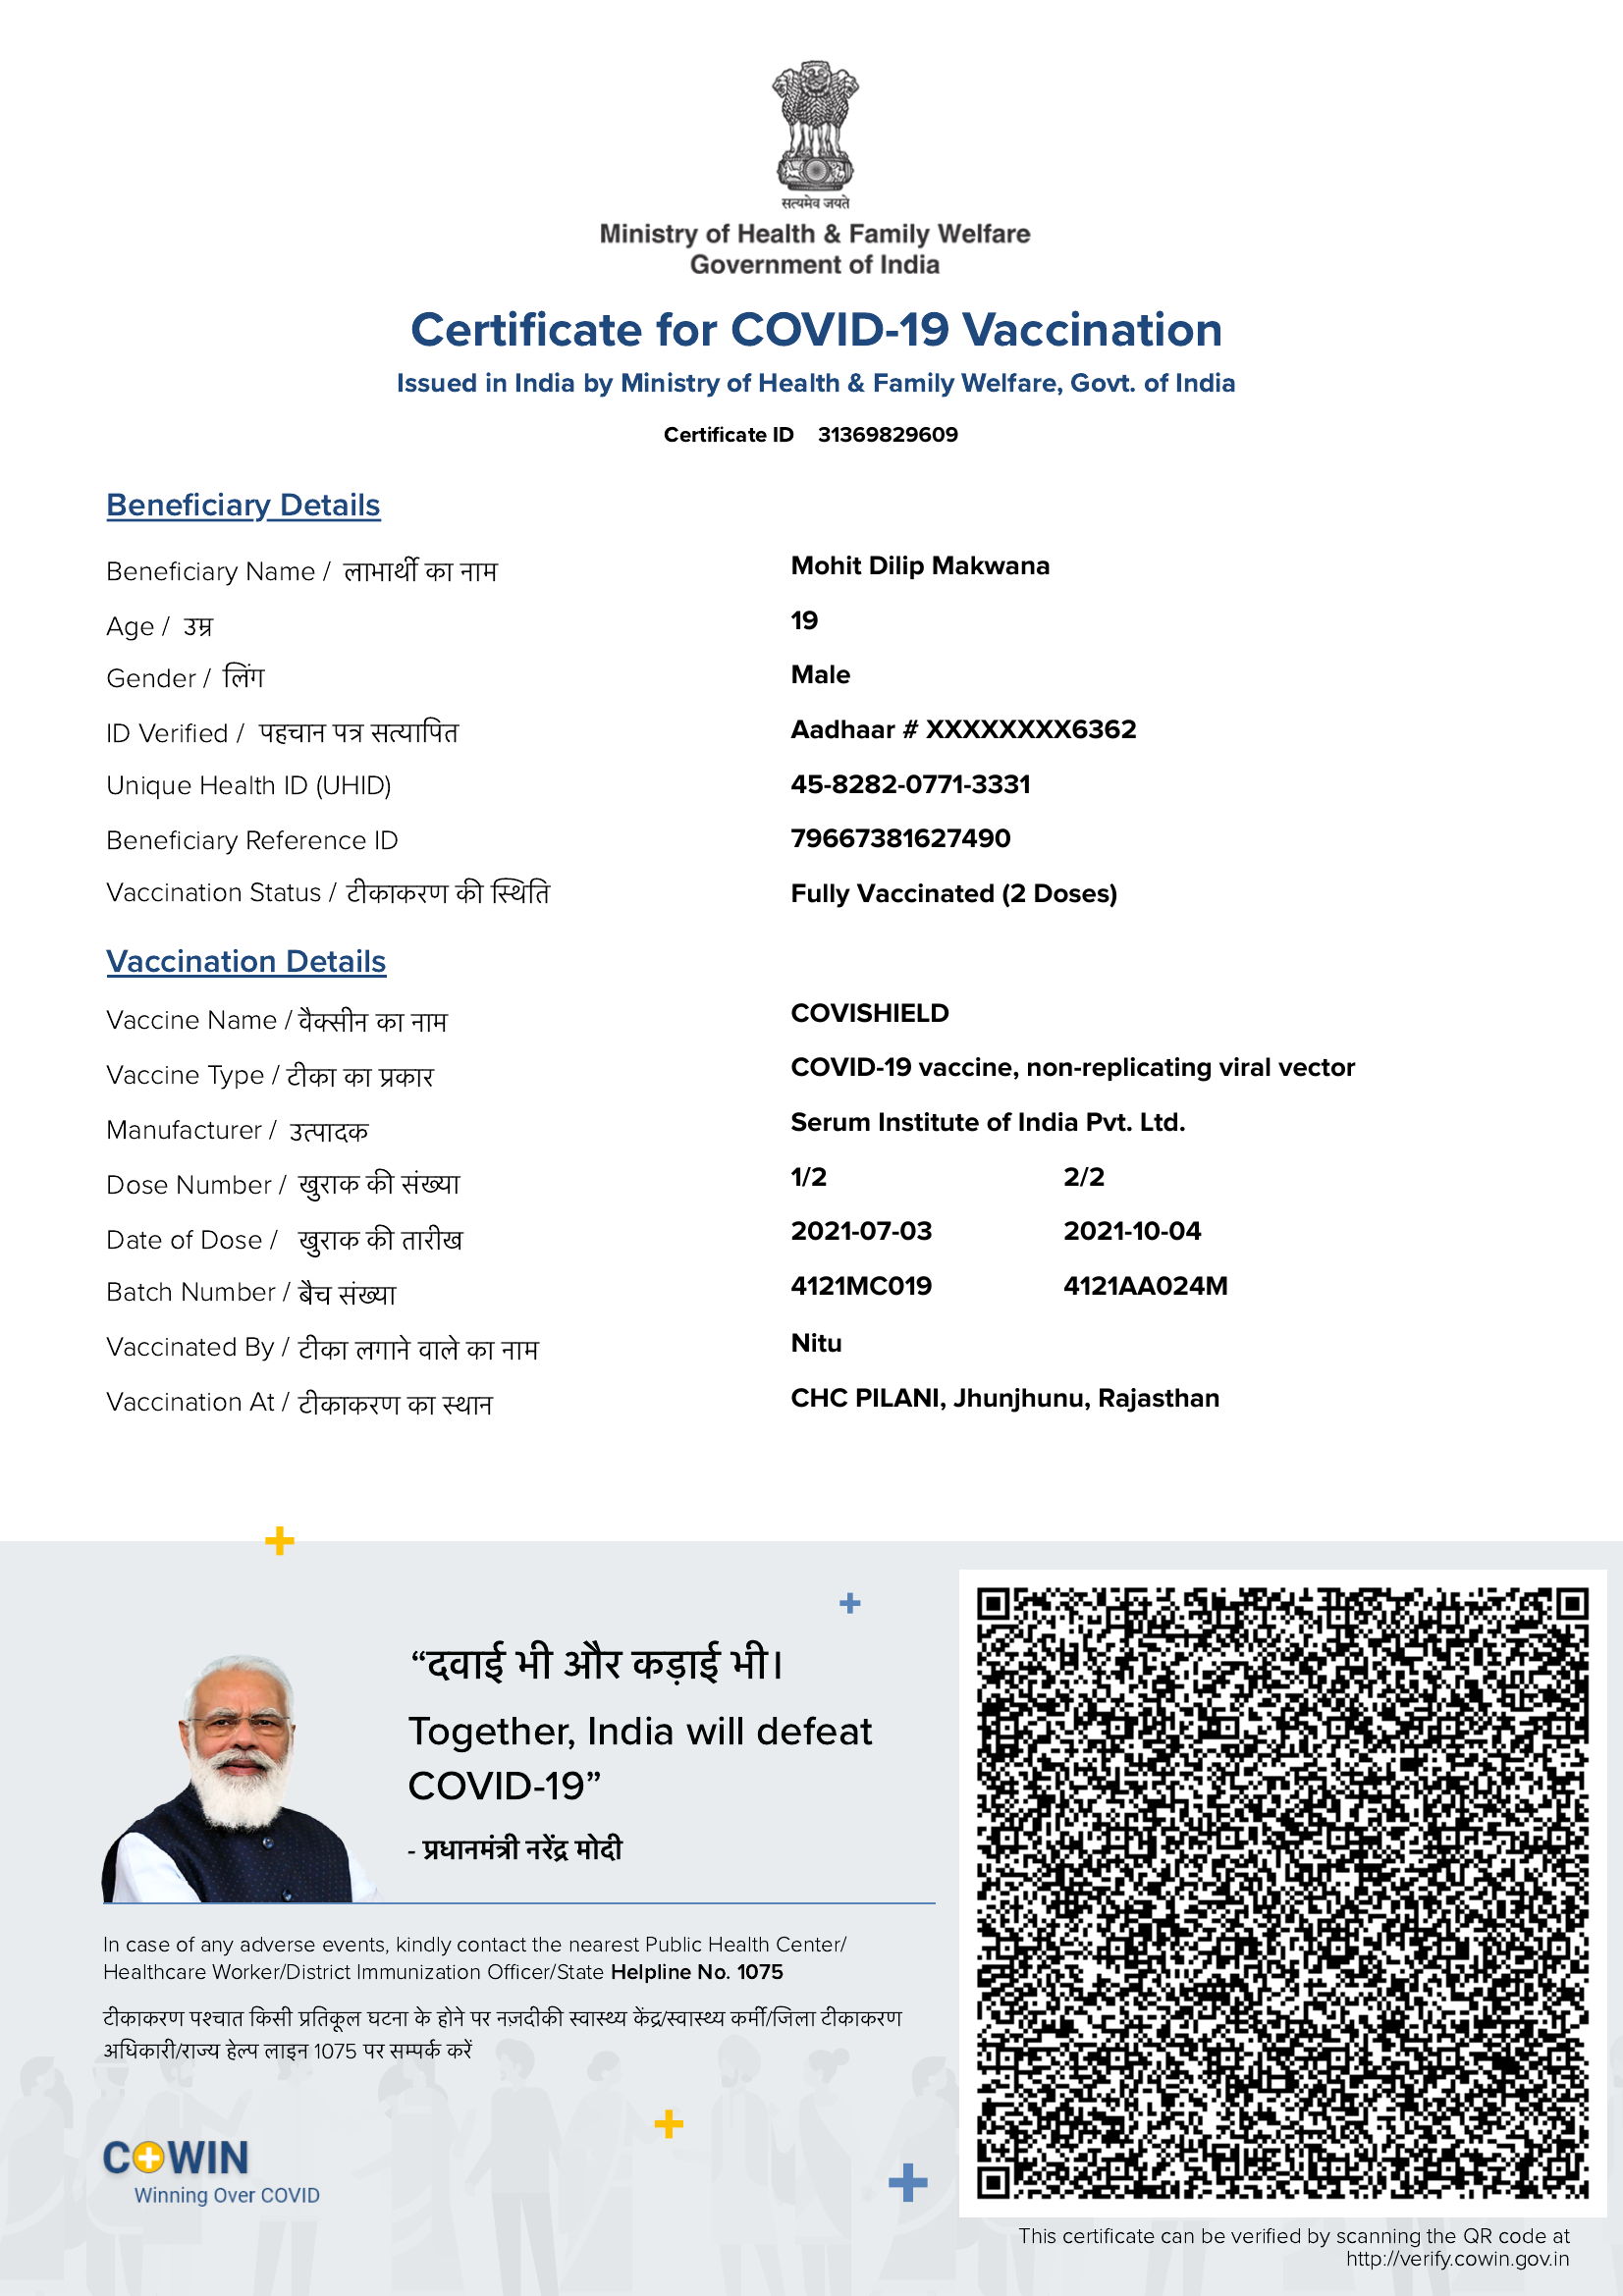 सत्यमेव जयते
Ministry of Health & Family Welfare
Government of India
Certificate for COVID-19 Vaccination
Issued in India by Ministry of Health & Family Welfare, Govt. of India
Certificate ID 31369829609
Beneficiary Details
Beneficiary Name / लाभार्थी का नाम Mohit Dilip Makwana
Age / उम्र 19
Gender / लिंग Male
ID Verified / पहचान पत्र सत्यापित Aadhaar # XXXXXXXX6362
Unique Health ID (UHID) 45-8282-0771-3331
Beneficiary Reference ID 79667381627490
Vaccination Status / टीकाकरण की स्थिति Fully Vaccinated (2 Doses)
Vaccination Details
Vaccine Name / वैक्सीन का नाम COVISHIELD
Vaccine Type / टीका का प्रकार COVID-19 vaccine, non-replicating viral vector
Manufacturer / उत्पादक Serum Institute of India Pvt. Ltd.
Dose Number / खुराक की संख्या 1/2 2/2
Date of Dose / खुराक की तारीख 2021-07-03 2021-10-04
Batch Number / बैच संख्या 4121MC019 4121AA024M
Vaccinated By / टीका लगाने वाले का नाम Nitu
Vaccination At / टीकाकरण का स्थान CHC PILANI, Jhunjhunu, Rajasthan
“दवाई भी और कड़ाई भी।
Together, India will defeat
COVID-19”
- प्रधानमंत्री नरेंद्र मोदी
In case of any adverse events, kindly contact the nearest Public Health Center/
Healthcare Worker/District Immunization Officer/State Helpline No. 1075
टीकाकरण पश्चात किसी प्रतिकूल घटना के होने पर नज़दीकी स्वास्थ्य केंद्र/स्वास्थ्य कर्मी/जिला टीकाकरण
अधिकारी/राज्य हेल्प लाइन 1075 पर सम्पर्क करें
COWIN
Winning Over COVID
This certificate can be verified by scanning the QR code at
http://verify.cowin.gov.in